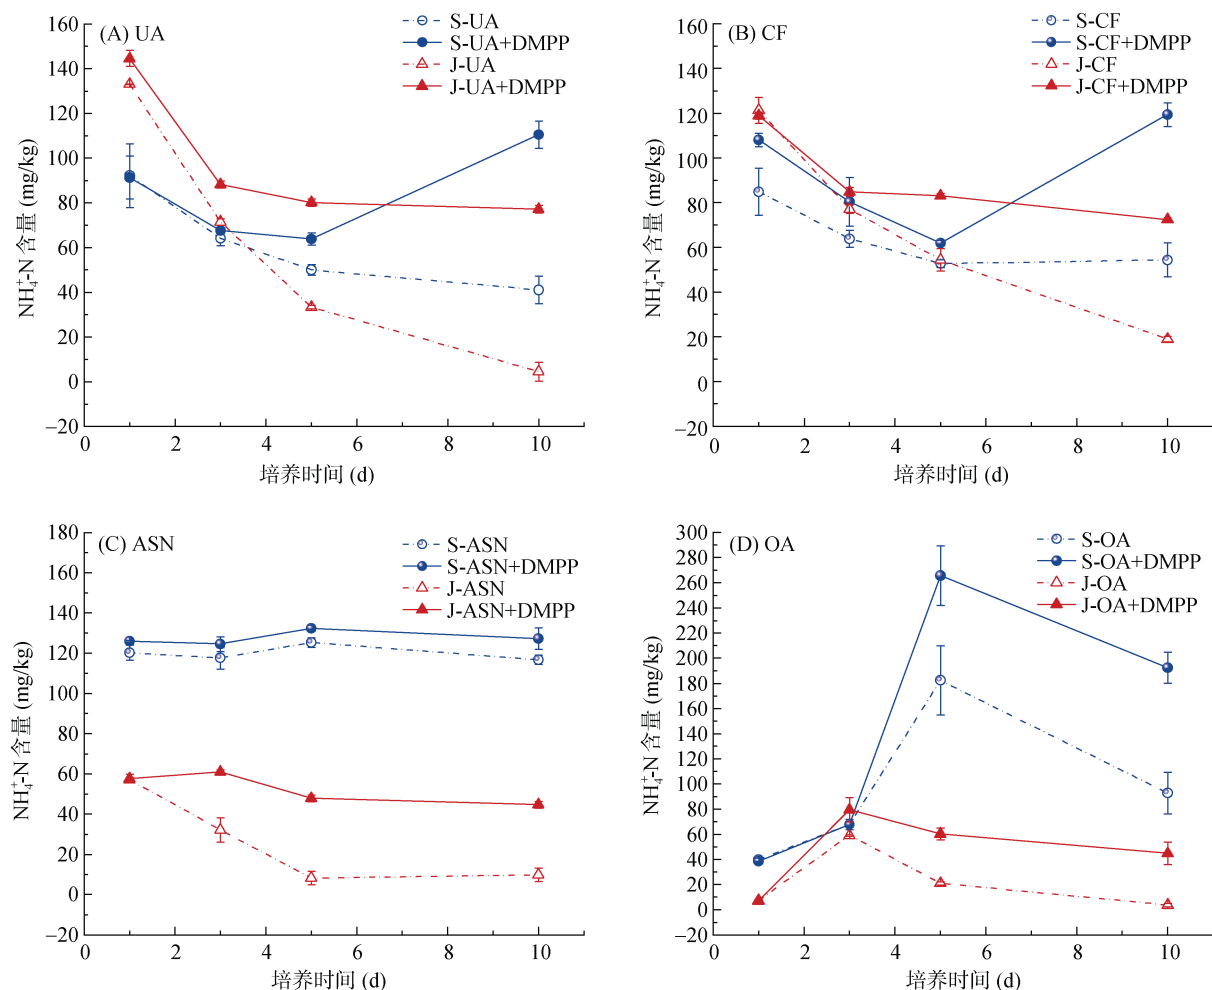 (A) UA
S-UA
S-UA+DMPP
J-UA
J-UA+DMPP
160
140
120
100
80
60
40
20
0
–20
NH₄⁺-N 含量 (mg/kg)
0 2 4 6 8 10
培养时间 (d)
(B) CF
S-CF
S-CF+DMPP
J-CF
J-CF+DMPP
160
140
120
100
80
60
40
20
0
–20
NH₄⁺-N 含量 (mg/kg)
0 2 4 6 8 10
培养时间 (d)
(C) ASN
S-ASN
S-ASN+DMPP
J-ASN
J-ASN+DMPP
180
160
140
120
100
80
60
40
20
0
–20
NH₄⁺-N 含量 (mg/kg)
0 2 4 6 8 10
培养时间 (d)
(D) OA
S-OA
S-OA+DMPP
J-OA
J-OA+DMPP
300
280
260
240
220
200
180
160
140
120
100
80
60
40
20
0
–20
NH₄⁺-N 含量 (mg/kg)
0 2 4 6 8 10
培养时间 (d)